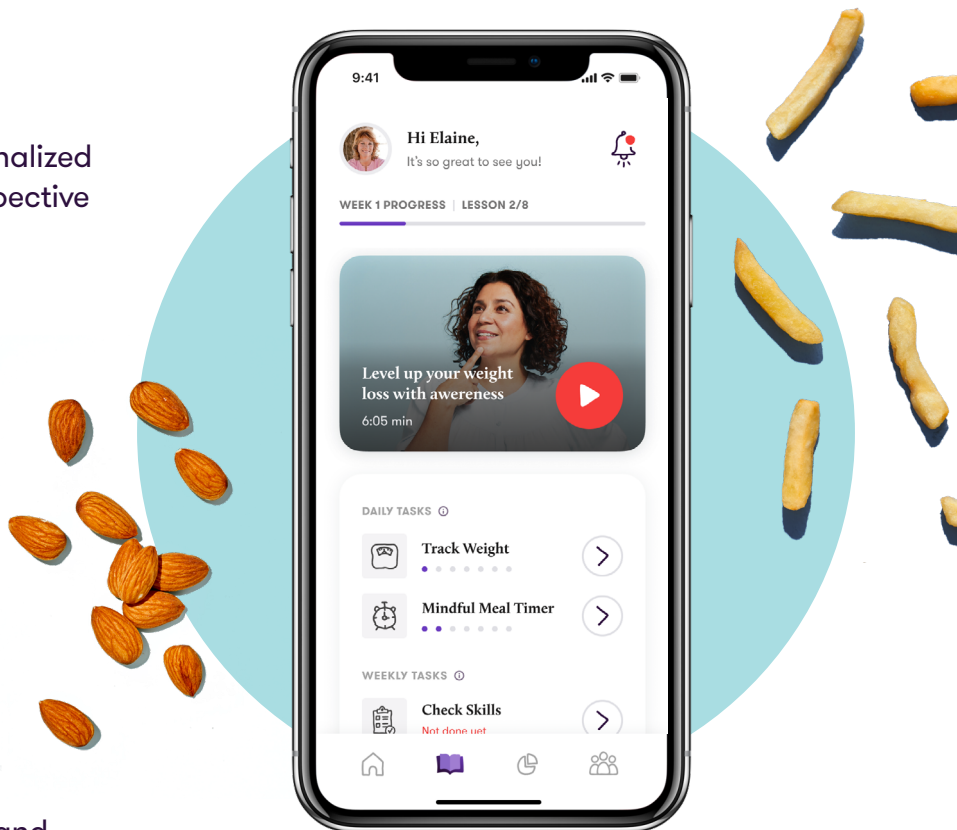 nalized
pective
9:41
Hi Elaine,
It's so great to see you!
WEEK 1 PROGRESS | LESSON 2/8
Level up your weight
loss with awereness
6:05 min
DAILY TASKS
Track Weight
Mindful Meal Timer
WEEKLY TASKS
Check Skills
Not done yet
and